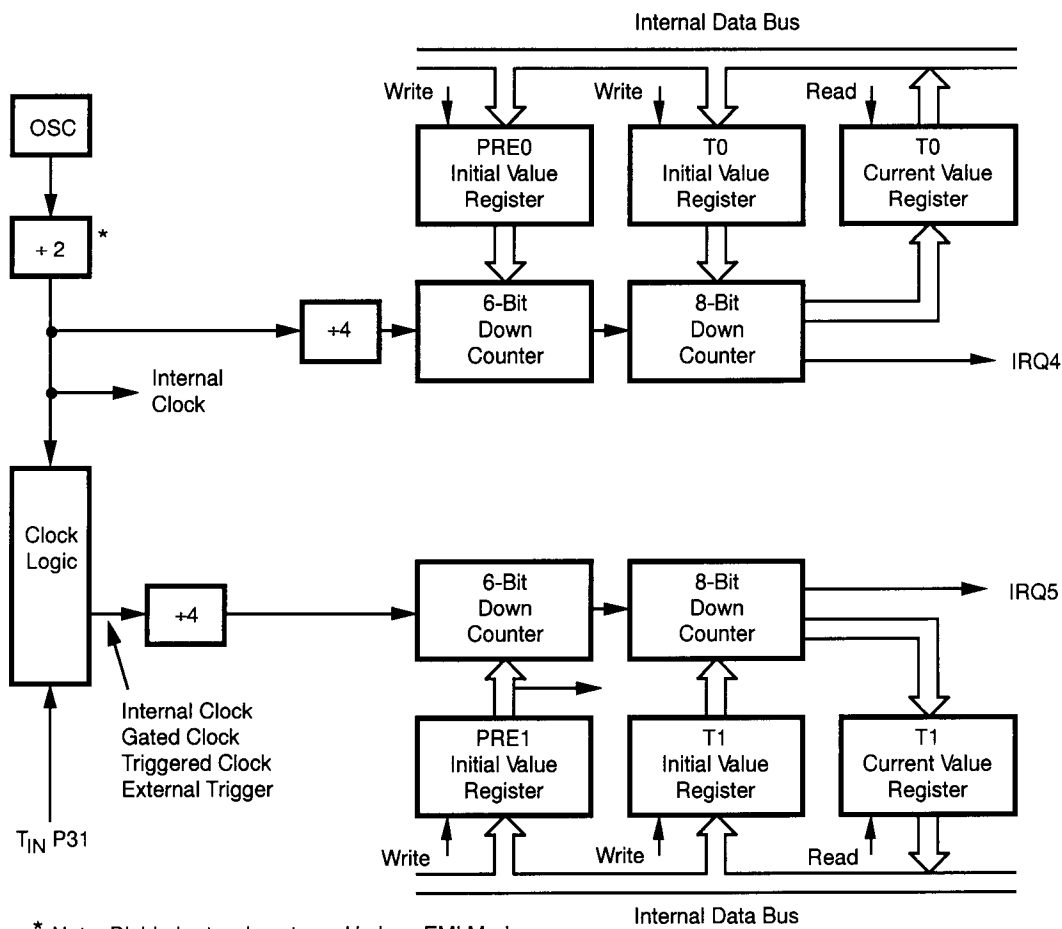 Internal Data Bus
Write
Write
Read
OSC
PRE0
Initial Value
Register
T0
Initial Value
Register
T0
Current Value
Register
+ 2
*
÷4
6-Bit
Down
Counter
8-Bit
Down
Counter
IRQ4
Internal
Clock
Clock
Logic
÷4
6-Bit
Down
Counter
8-Bit
Down
Counter
IRQ5
Internal Clock
Gated Clock
Triggered Clock
External Trigger
PRE1
Initial Value
Register
T1
Initial Value
Register
T1
Current Value
Register
TIN P31
Write
Write
Read
Internal Data Bus
* Note: